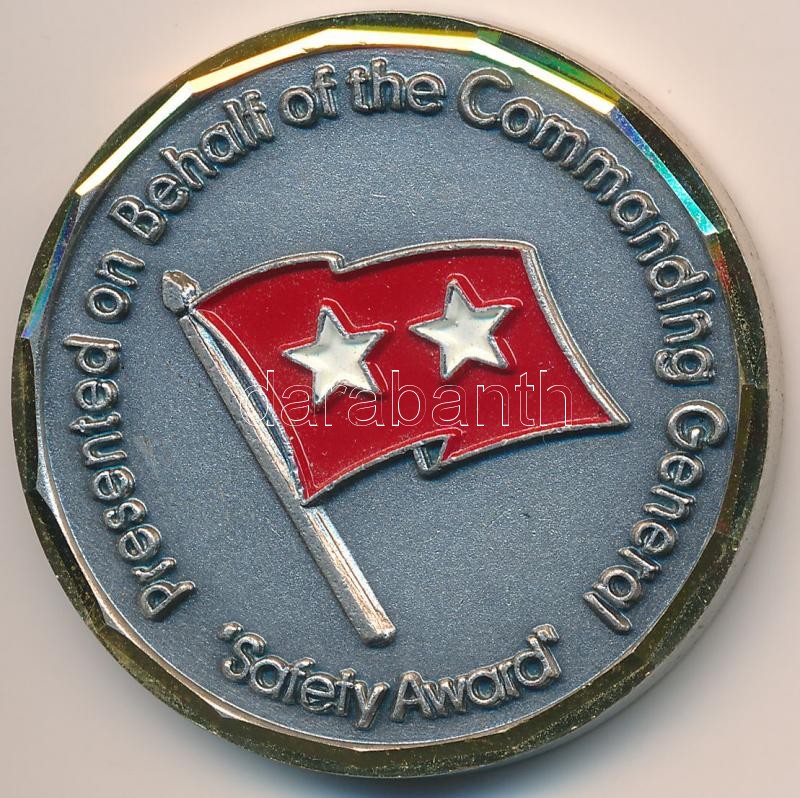 Presented on Behalf of the Commanding General
"Safety Award"
darabanth